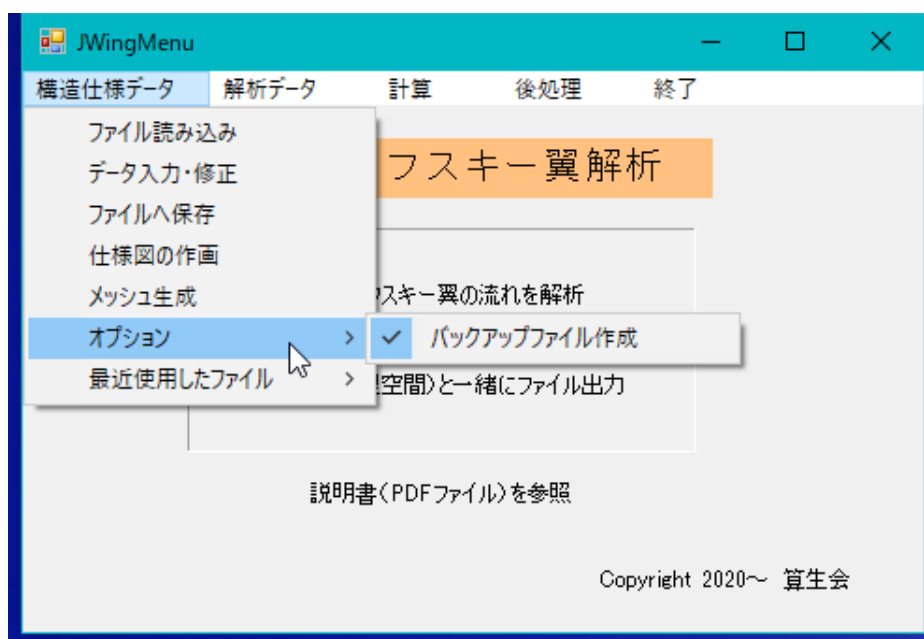 JWingMenu
構造仕様データ 解析データ 計算 後処理 終了
ファイル読み込み
フスキー翼解析
データ入力・修正
ファイルへ保存
仕様図の作画
メッシュ生成
スキー翼の流れを解析
オプション バックアップファイル作成
最近使用したファイル
空間)と一緒にファイル出力
説明書(PDFファイル)を参照
Copyright 2020～ 算生会